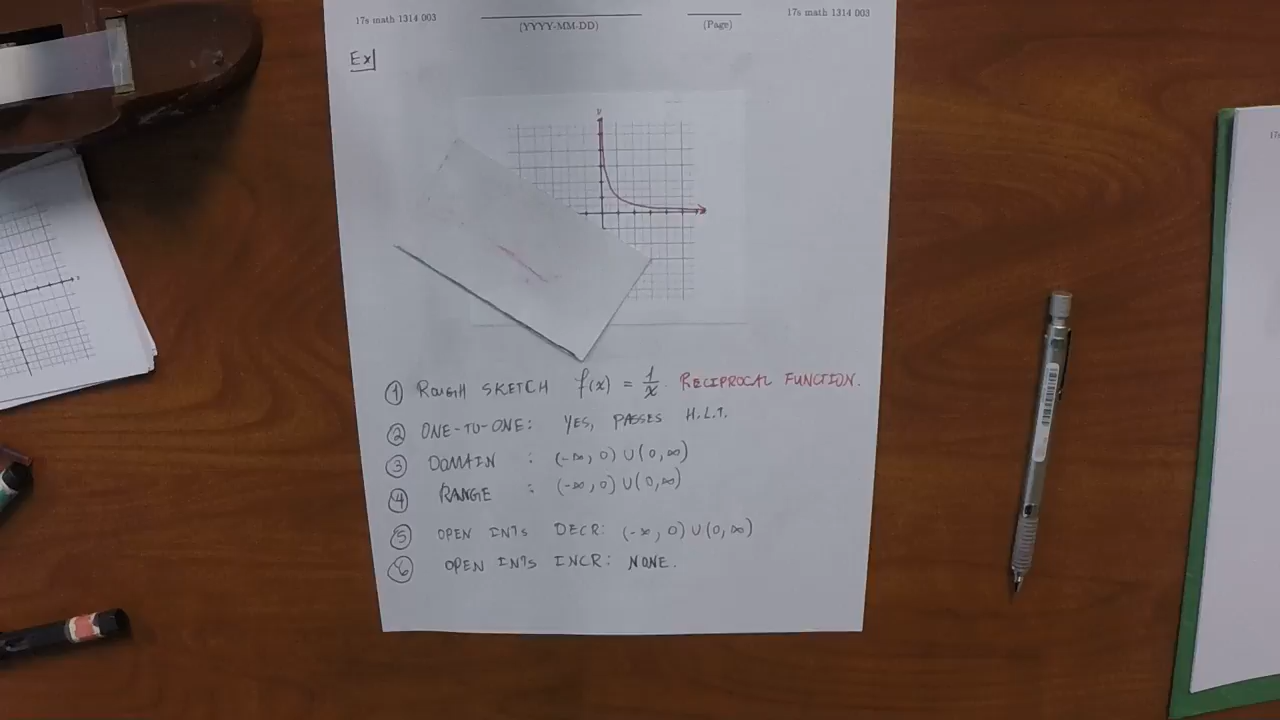 17s math 1314 003 (YYYY-MM-DD) (Page) 17s math 1314 003
Ex
y
① ROUGH SKETCH f(x) = 1/x. RECIPROCAL FUNCTION.
② ONE-TO-ONE: YES, PASSES H.L.T.
③ DOMAIN : (-∞, 0) ∪ (0, ∞)
④ RANGE : (-∞, 0) ∪ (0, ∞)
⑤ OPEN INTS DECR: (-∞, 0) ∪ (0, ∞)
⑥ OPEN INTS INCR: NONE.